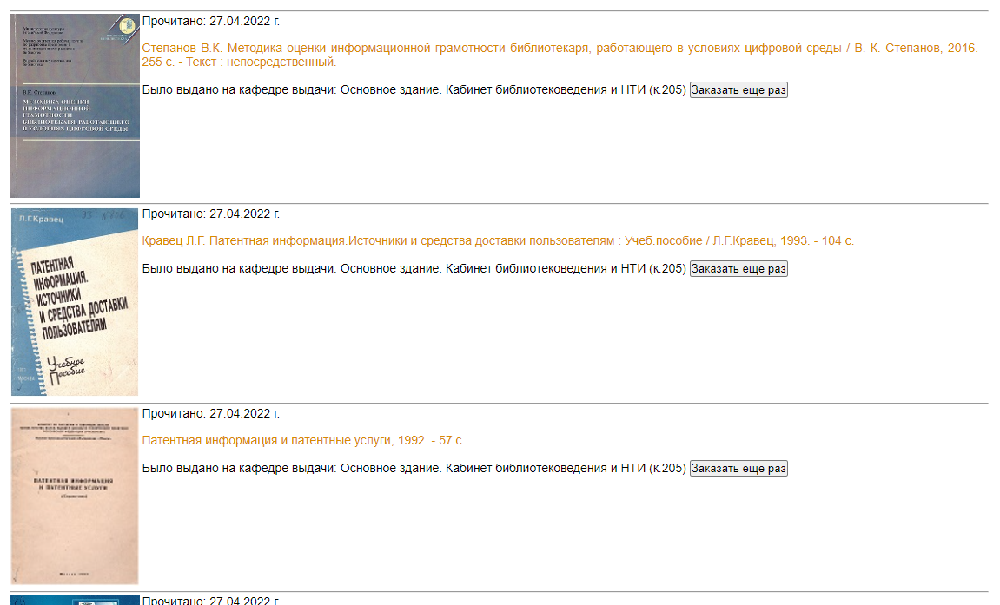 Прочитано: 27.04.2022 г.
Степанов В.К. Методика оценки информационной грамотности библиотекаря, работающего в условиях цифровой среды / В. К. Степанов, 2016. -
255 с. - Текст : непосредственный.
Было выдано на кафедре выдачи: Основное здание. Кабинет библиотековедения и НТИ (к.205) Заказать еще раз
В.К. Степанов
МЕТОДИКА ОЦЕНКИ
ИНФОРМАЦИОННОЙ
ГРАМОТНОСТИ
БИБЛИОТЕКАРЯ, РАБОТАЮЩЕГО
В УСЛОВИЯХ ЦИФРОВОЙ СРЕДЫ
Прочитано: 27.04.2022 г.
Кравец Л.Г. Патентная информация.Источники и средства доставки пользователям : Учеб.пособие / Л.Г.Кравец, 1993. - 104 с.
Было выдано на кафедре выдачи: Основное здание. Кабинет библиотековедения и НТИ (к.205) Заказать еще раз
Л.Г.Кравец
ПАТЕНТНАЯ
ИНФОРМАЦИЯ.
ИСТОЧНИКИ
И СРЕДСТВА ДОСТАВКИ
ПОЛЬЗОВАТЕЛЯМ
Учебное
Пособие
Прочитано: 27.04.2022 г.
Патентная информация и патентные услуги, 1992. - 57 с.
Было выдано на кафедре выдачи: Основное здание. Кабинет библиотековедения и НТИ (к.205) Заказать еще раз
ПАТЕНТНАЯ ИНФОРМАЦИЯ
И ПАТЕНТНЫЕ УСЛУГИ
(Справочник)
Прочитано: 27.04.2022 г.